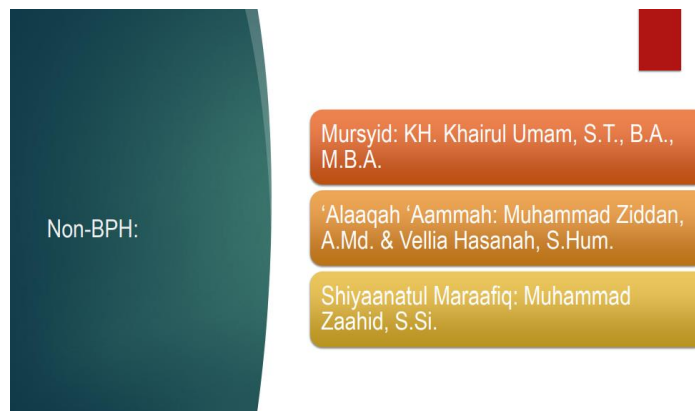 Non-BPH:
Mursyid: KH. Khairul Umam, S.T., B.A.,
M.B.A.
‘Alaaqah ‘Aammah: Muhammad Ziddan,
A.Md. & Vellia Hasanah, S.Hum.
Shiyaanatul Maraafiq: Muhammad
Zaahid, S.Si.